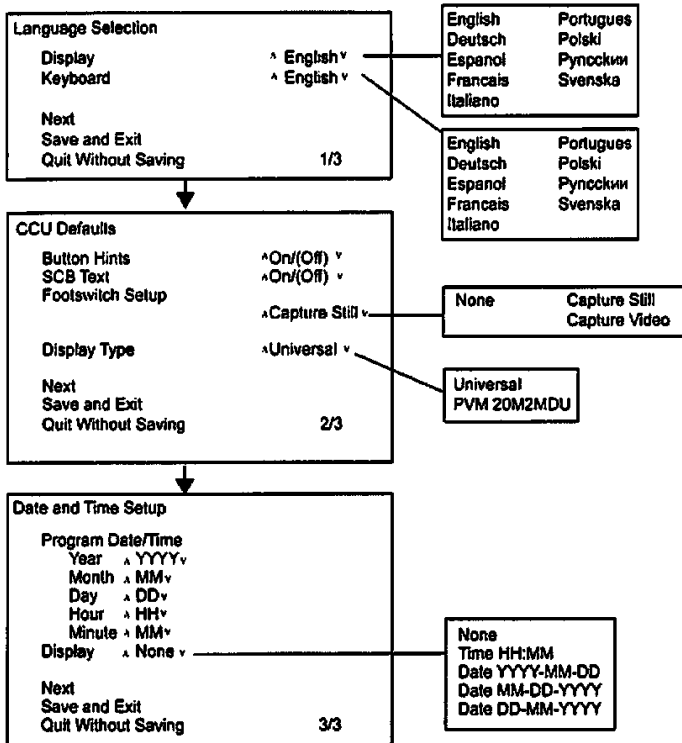 Language Selection
Display ∧ English ∨
Keyboard ∧ English ∨
Next
Save and Exit
Quit Without Saving 1/3
English Portugues
Deutsch Polski
Espanol Рyпccкии
Francais Svenska
Italiano
English Portugues
Deutsch Polski
Espanol Рyпccкии
Francais Svenska
Italiano
CCU Defaults
Button Hints ∧On/(Off) ∨
SCB Text ∧On/(Off) ∨
Footswitch Setup
∧Capture Still∨
Display Type ∧Universal ∨
Next
Save and Exit
Quit Without Saving 2/3
None Capture Still
Capture Video
Universal
PVM 20M2MDU
Date and Time Setup
Program Date/Time
Year ∧ YYYY∨
Month ∧ MM∨
Day ∧ DD∨
Hour ∧ HH∨
Minute ∧ MM∨
Display ∧ None ∨
Next
Save and Exit
Quit Without Saving 3/3
None
Time HH:MM
Date YYYY-MM-DD
Date MM-DD-YYYY
Date DD-MM-YYYY